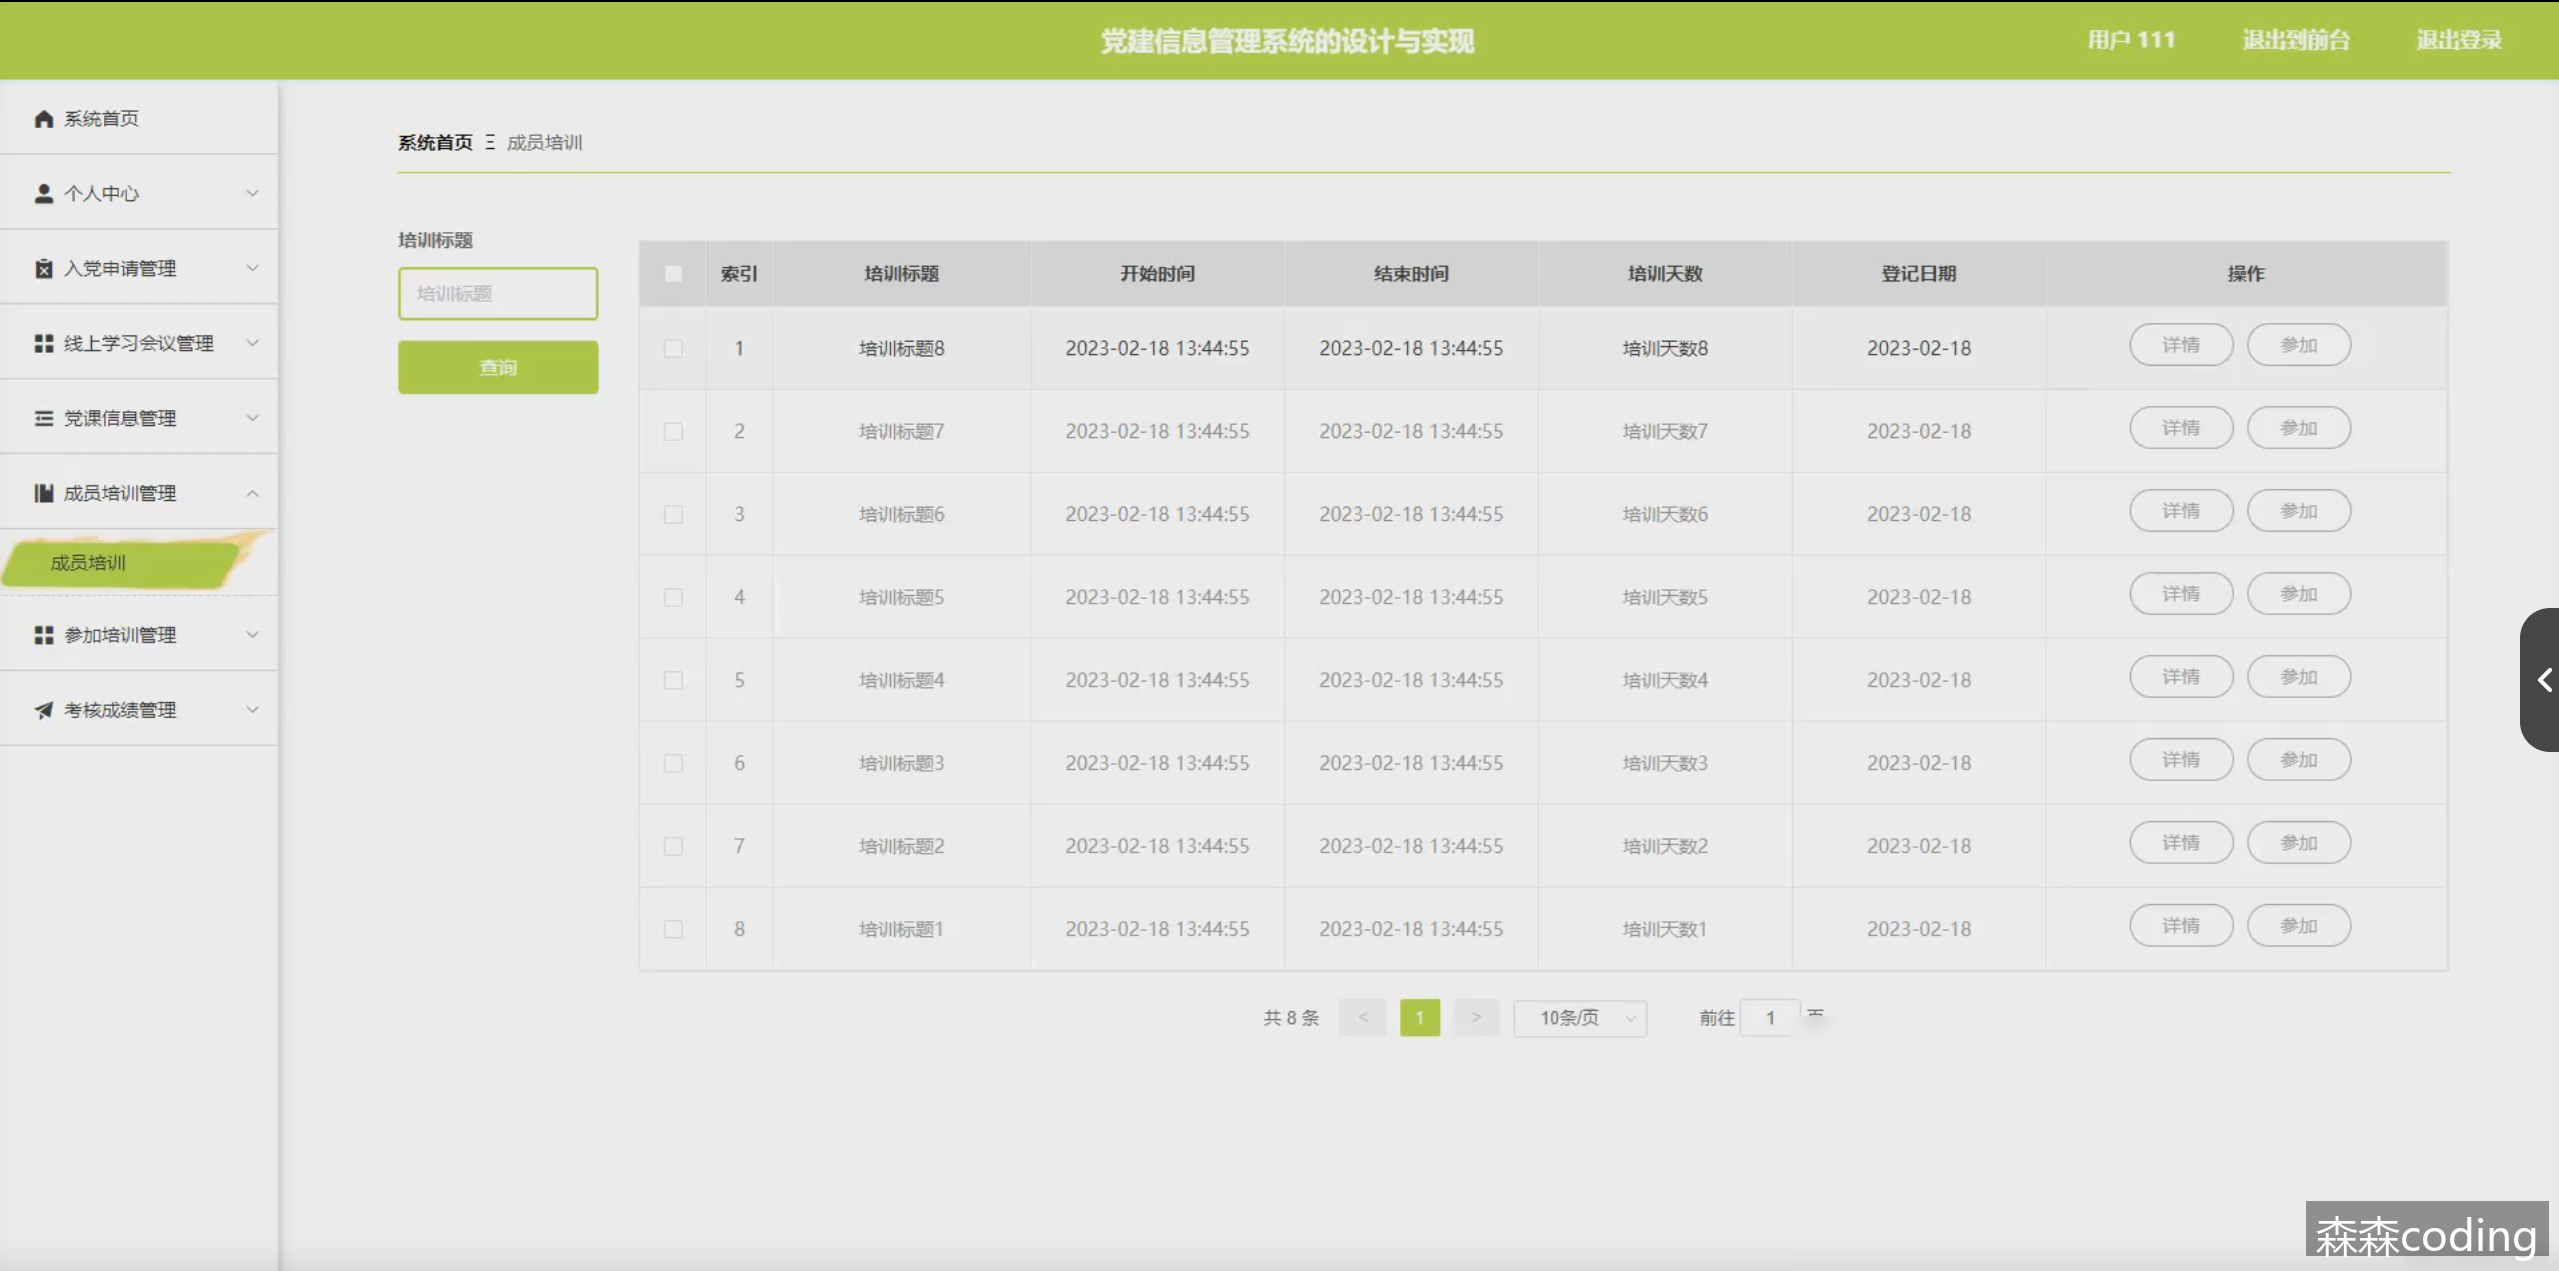 党建信息管理系统的设计与实现
用户 111 退出到前台 退出登录
系统首页
个人中心
入党申请管理
线上学习会议管理
党课信息管理
成员培训管理
成员培训
参加培训管理
考核成绩管理
系统首页 Ξ 成员培训
培训标题
培训标题
查询
索引 培训标题 开始时间 结束时间 培训天数 登记日期 操作
1 培训标题8 2023-02-18 13:44:55 2023-02-18 13:44:55 培训天数8 2023-02-18 详情 参加
2 培训标题7 2023-02-18 13:44:55 2023-02-18 13:44:55 培训天数7 2023-02-18 详情 参加
3 培训标题6 2023-02-18 13:44:55 2023-02-18 13:44:55 培训天数6 2023-02-18 详情 参加
4 培训标题5 2023-02-18 13:44:55 2023-02-18 13:44:55 培训天数5 2023-02-18 详情 参加
5 培训标题4 2023-02-18 13:44:55 2023-02-18 13:44:55 培训天数4 2023-02-18 详情 参加
6 培训标题3 2023-02-18 13:44:55 2023-02-18 13:44:55 培训天数3 2023-02-18 详情 参加
7 培训标题2 2023-02-18 13:44:55 2023-02-18 13:44:55 培训天数2 2023-02-18 详情 参加
8 培训标题1 2023-02-18 13:44:55 2023-02-18 13:44:55 培训天数1 2023-02-18 详情 参加
共 8 条 < 1 > 10条/页 前往 1
森森coding